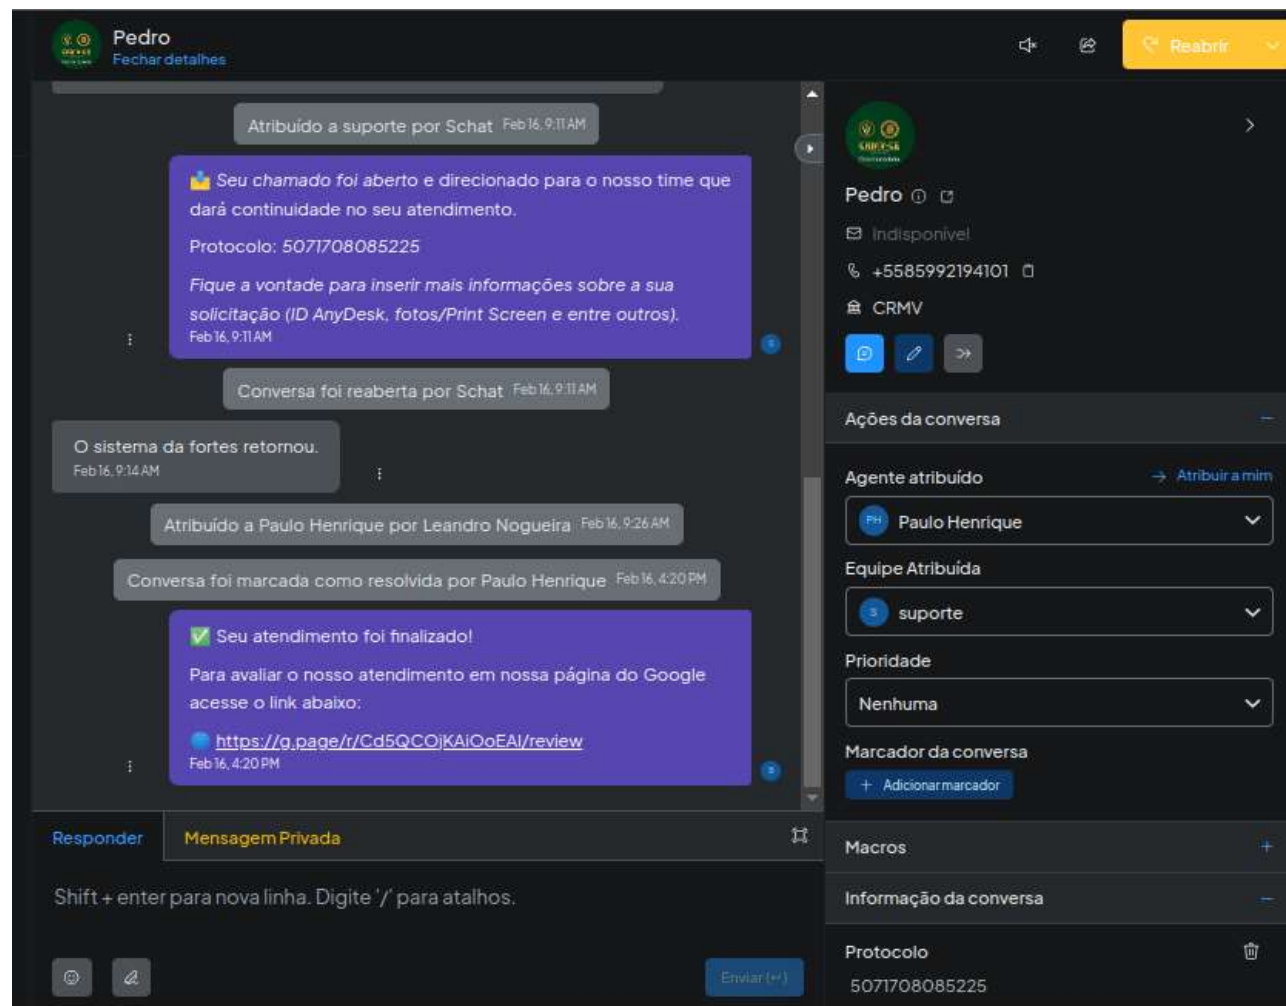 Pedro
Fechar detalhes
Reabrir
Atribuído a suporte por Schat Feb 16, 9:11 AM
Seu chamado foi aberto e direcionado para o nosso time que
dará continuidade no seu atendimento.
Protocolo: 5071708085225
Fique a vontade para inserir mais informações sobre a sua
solicitação (ID AnyDesk, fotos/Print Screen e entre outros).
Feb 16, 9:11 AM
S
Conversa foi reaberta por Schat Feb 16, 9:11 AM
O sistema da fortes retornou.
Feb 16, 9:14 AM
Atribuído a Paulo Henrique por Leandro Nogueira Feb 16, 9:26 AM
Conversa foi marcada como resolvida por Paulo Henrique Feb 16, 4:20 PM
Seu atendimento foi finalizado!
Para avaliar o nosso atendimento em nossa página do Google
acesse o link abaixo:
https://g.page/r/Cd5QCOjKAiOoEAI/review
Feb 16, 4:20 PM
S
Responder
Mensagem Privada
Shift + enter para nova linha. Digite '/' para atalhos.
Enviar (↵)
Pedro
Indisponível
+5585992194101
CRMV
Ações da conversa
Agente atribuído
Atribuir a mim
PH Paulo Henrique
Equipe Atribuída
S suporte
Prioridade
Nenhuma
Marcador da conversa
+ Adicionar marcador
Macros
Informação da conversa
Protocolo
5071708085225